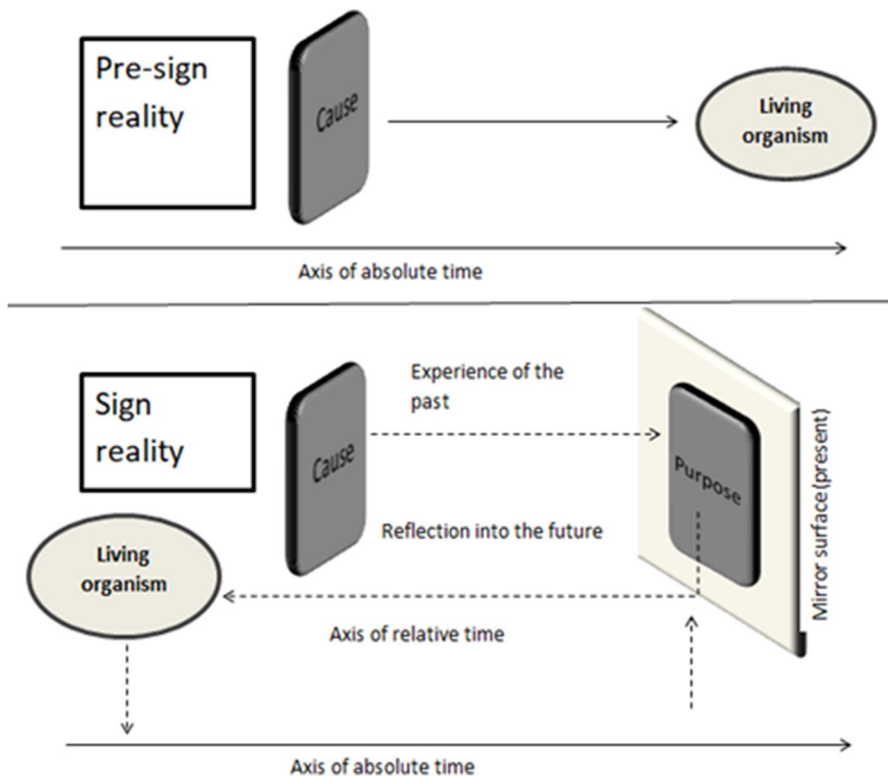 Pre-sign
reality
Cause
Living
organism
Axis of absolute time
Sign
reality
Cause
Experience of the
past
Purpose
Mirror surface(present)
Reflection into the future
Living
organism
Axis of relative time
Axis of absolute time